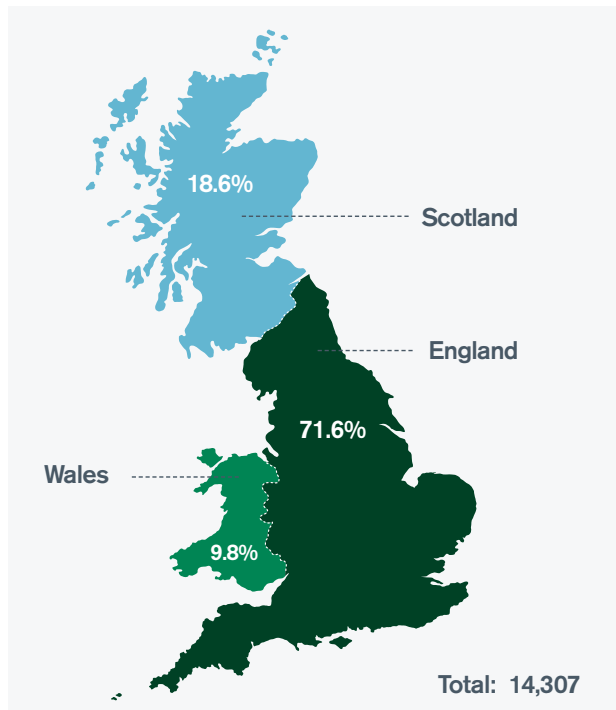 18.6%
Scotland
England
71.6%
Wales
9.8%
Total: 14,307